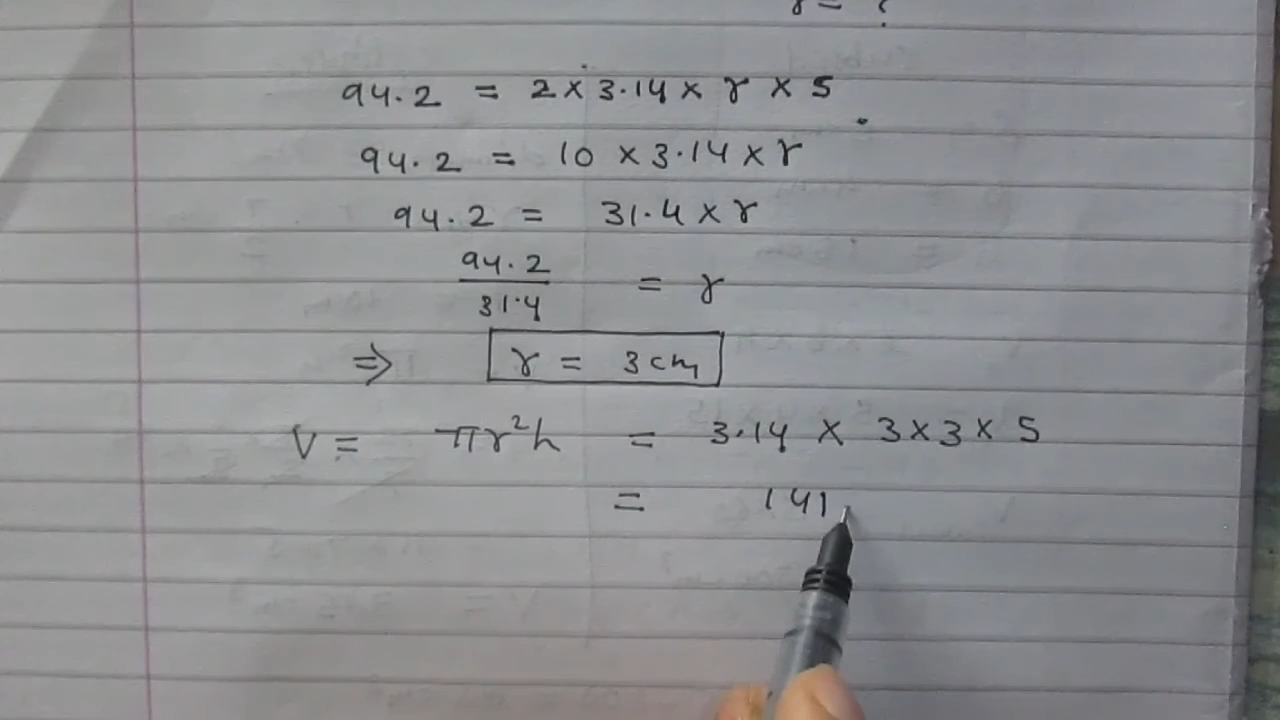 r = ?
94.2 = 2 × 3.14 × r × 5
94.2 = 10 × 3.14 × r
94.2 = 31.4 × r
94.2 / 31.4 = r
⇒ r = 3 cm
V = πr²h = 3.14 × 3 × 3 × 5
= 141